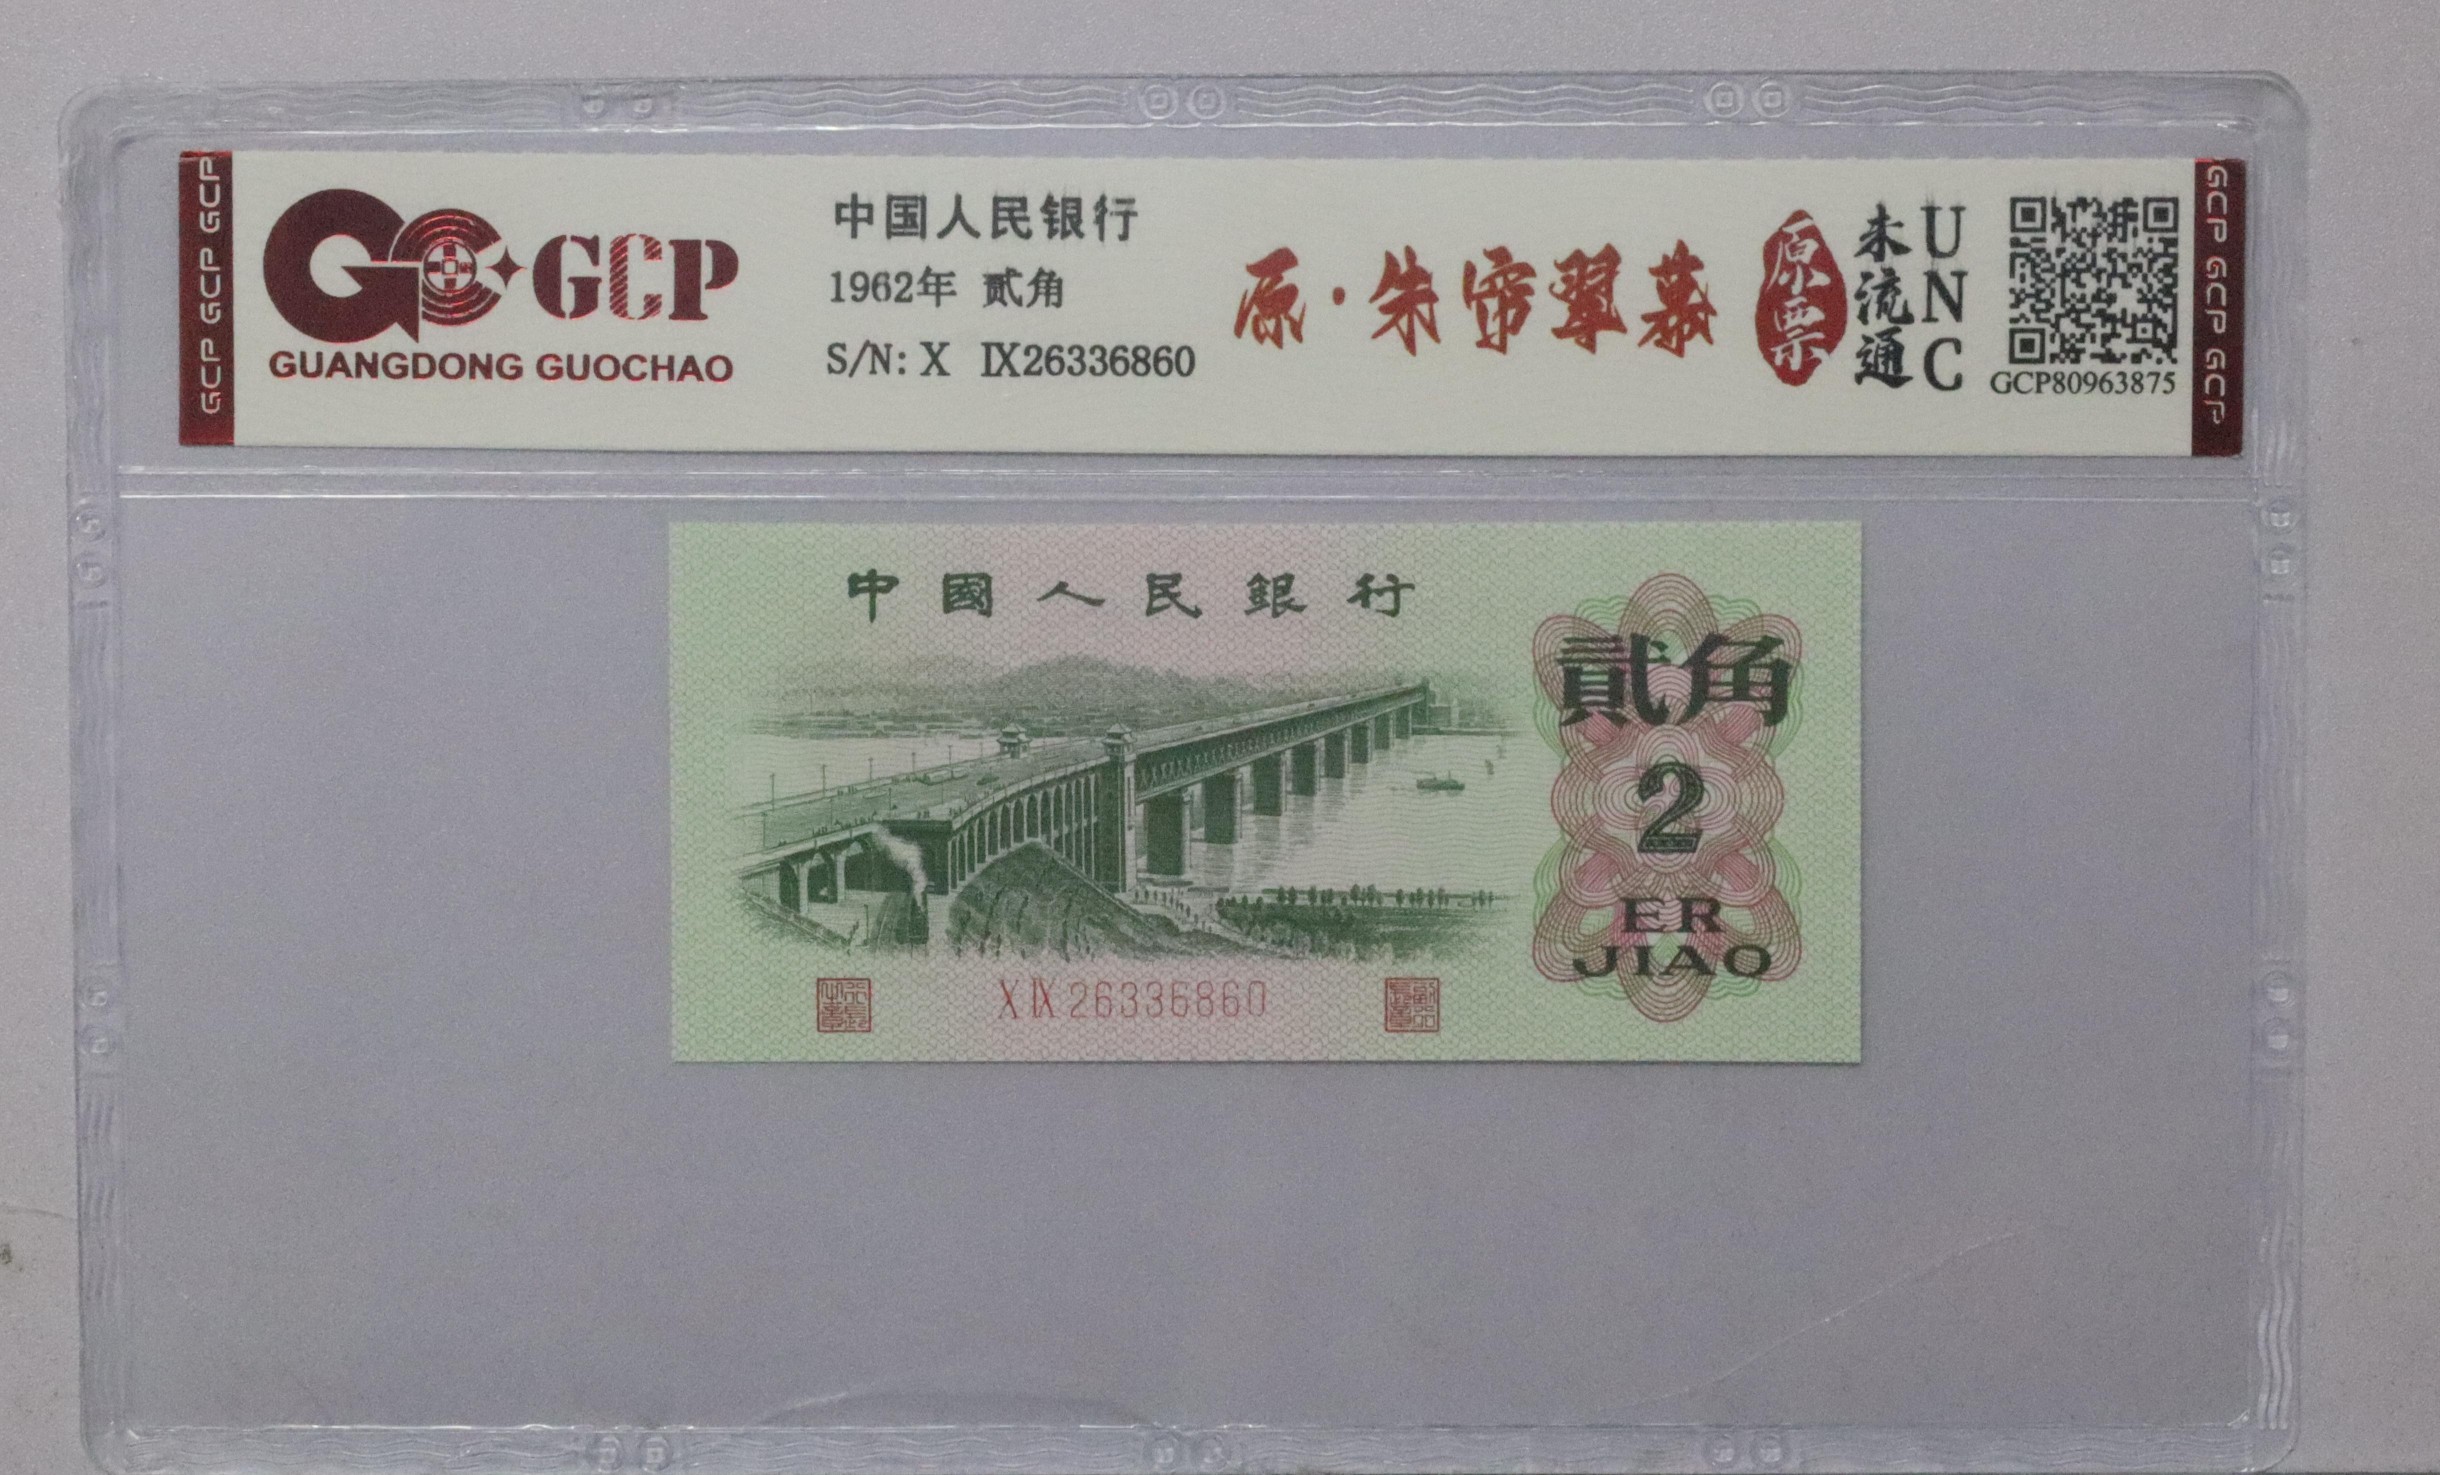 GCP GCP GCP
GCP
GUANGDONG GUOCHAO
中国人民银行
1962年 贰角
S/N: X IX26336860
原·朱帘翠幕
原票
未流通
UNC
GCP80963875
GCP GCP GCP
中國人民銀行
貳角
2
ER
JIAO
X IX 26336860